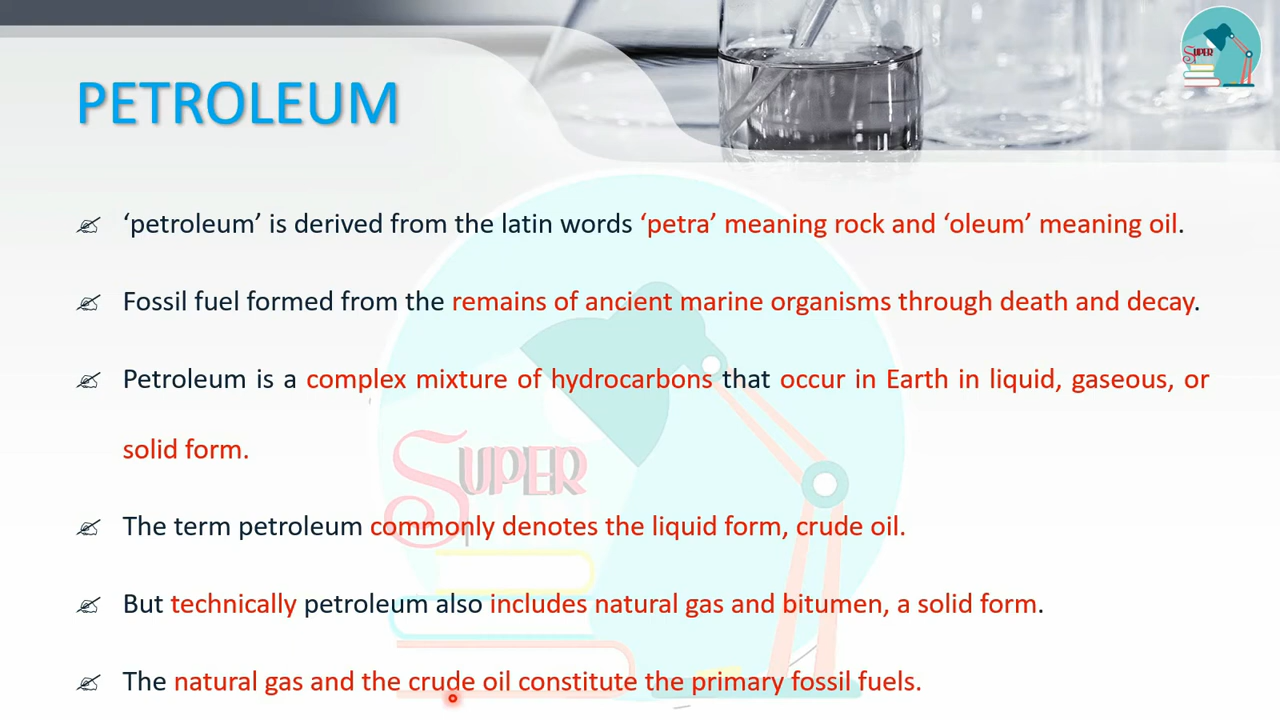 SUPER
PETROLEUM
‘petroleum’ is derived from the latin words ‘petra’ meaning rock and ‘oleum’ meaning oil.
Fossil fuel formed from the remains of ancient marine organisms through death and decay.
Petroleum is a complex mixture of hydrocarbons that occur in Earth in liquid, gaseous, or
solid form.
SUPER
The term petroleum commonly denotes the liquid form, crude oil.
But technically petroleum also includes natural gas and bitumen, a solid form.
The natural gas and the crude oil constitute the primary fossil fuels.